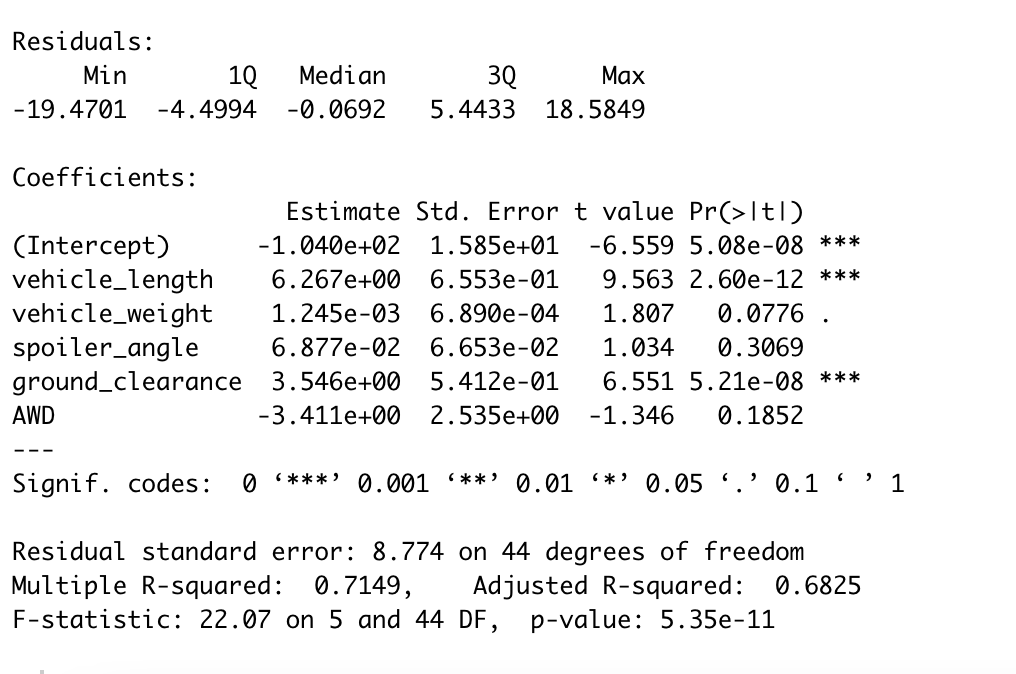 Residuals:
     Min       1Q   Median       3Q      Max
-19.4701  -4.4994  -0.0692   5.4433  18.5849
Coefficients:
                   Estimate Std. Error t value Pr(>|t|)
(Intercept)      -1.040e+02  1.585e+01  -6.559 5.08e-08 ***
vehicle_length    6.267e+00  6.553e-01   9.563 2.60e-12 ***
vehicle_weight    1.245e-03  6.890e-04   1.807   0.0776 .
spoiler_angle     6.877e-02  6.653e-02   1.034   0.3069
ground_clearance  3.546e+00  5.412e-01   6.551 5.21e-08 ***
AWD              -3.411e+00  2.535e+00  -1.346   0.1852
---
Signif. codes:  0 ‘***’ 0.001 ‘**’ 0.01 ‘*’ 0.05 ‘.’ 0.1 ‘ ’ 1
Residual standard error: 8.774 on 44 degrees of freedom
Multiple R-squared:  0.7149,    Adjusted R-squared:  0.6825
F-statistic: 22.07 on 5 and 44 DF,  p-value: 5.35e-11